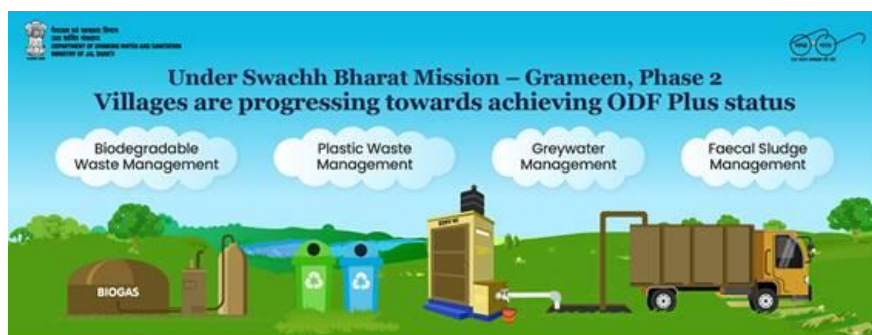 DEPARTMENT OF DRINKING WATER AND SANITATION
MINISTRY OF JAL SHAKTI
Under Swachh Bharat Mission – Grameen, Phase 2
Villages are progressing towards achieving ODF Plus status
Biodegradable
Waste Management
Plastic Waste
Management
Greywater
Management
Faecal Sludge
Management
BIOGAS